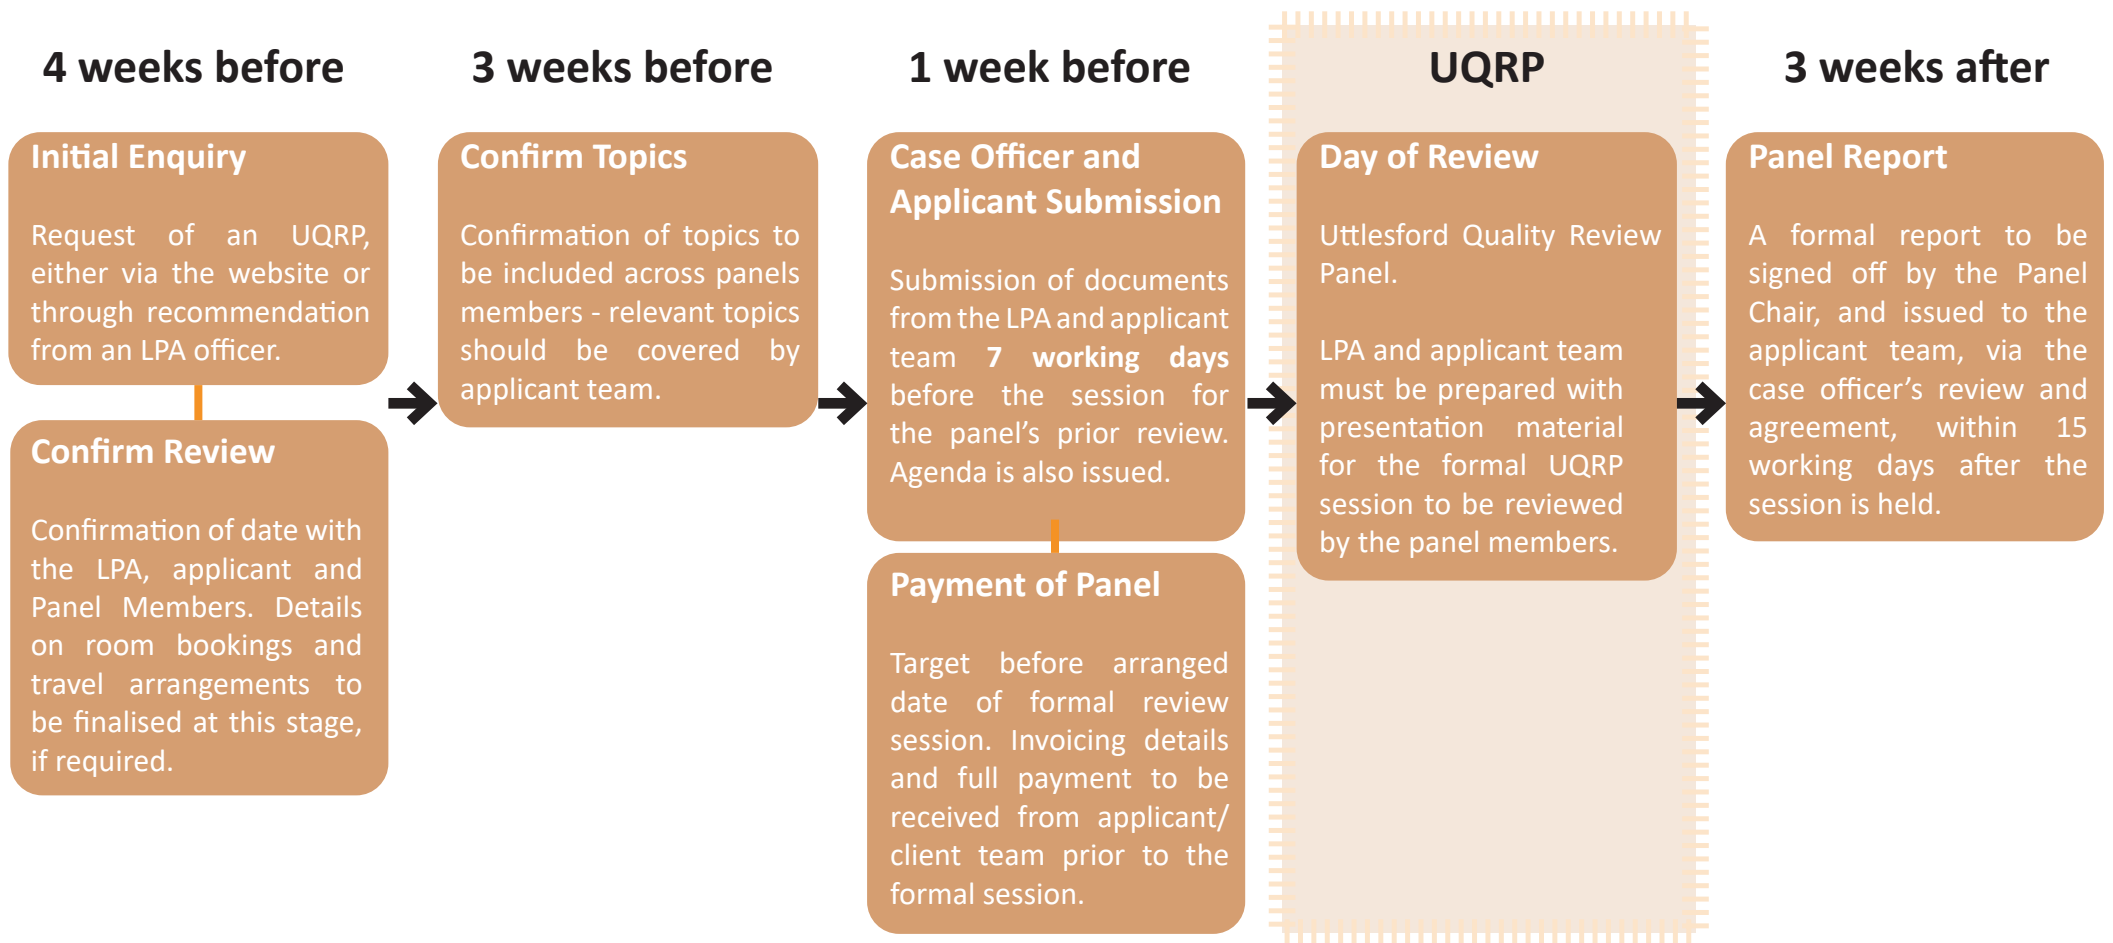 4 weeks before
Initial Enquiry
Request of an UQRP,
either via the website or
through recommendation
from an LPA officer.
Confirm Review
Confirmation of date with
the LPA, applicant and
Panel Members. Details
on room bookings and
travel arrangements to
be finalised at this stage,
if required.
3 weeks before
Confirm Topics
Confirmation of topics to
be included across panels
members - relevant topics
should be covered by
applicant team.
1 week before
Case Officer and
Applicant Submission
Submission of documents
from the LPA and applicant
team 7 working days
before the session for
the panel's prior review.
Agenda is also issued.
Payment of Panel
Target before arranged
date of formal review
session. Invoicing details
and full payment to be
received from applicant/
client team prior to the
formal session.
UQRP
Day of Review
Uttlesford Quality Review
Panel.
LPA and applicant team
must be prepared with
presentation material
for the formal UQRP
session to be reviewed
by the panel members.
3 weeks after
Panel Report
A formal report to be
signed off by the Panel
Chair, and issued to the
applicant team, via the
case officer's review and
agreement, within 15
working days after the
session is held.